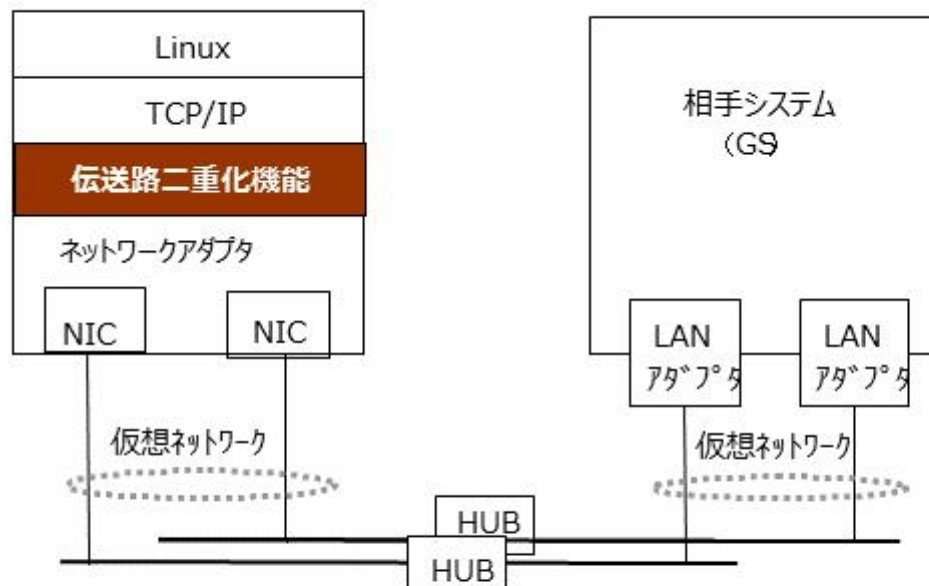 Linux
TCP/IP
伝送路二重化機能
ネットワークアダプタ
NIC
NIC
仮想ネットワーク
相手システム
(GS)
LAN
アダプタ
LAN
アダプタ
仮想ネットワーク
HUB
HUB